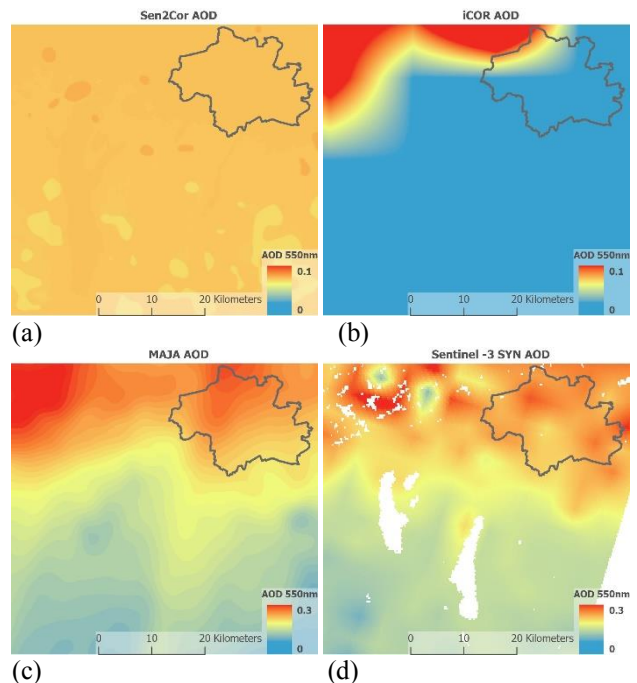 Sen2Cor AOD
iCOR AOD
AOD 550nm
0.1
0
0 10 20 Kilometers
AOD 550nm
0.1
0
0 10 20 Kilometers
(a)
(b)
MAJA AOD
Sentinel -3 SYN AOD
AOD 550nm
0.3
0
0 10 20 Kilometers
AOD 550nm
0.3
0
0 10 20 Kilometers
(c)
(d)